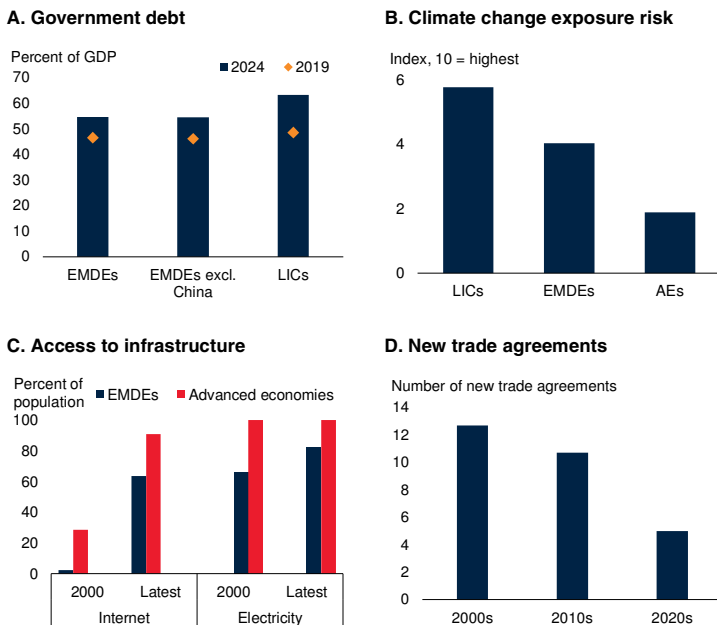 A. Government debt
Percent of GDP
2024 2019
70
60
50
40
30
20
10
0
EMDEs EMDEs excl. LICs
China
B. Climate change exposure risk
Index, 10 = highest
6
4
2
0
LICs EMDEs AEs
C. Access to infrastructure
Percent of
population EMDEs Advanced economies
100
80
60
40
20
0
2000 Latest 2000 Latest
Internet Electricity
D. New trade agreements
Number of new trade agreements
14
12
10
8
6
4
2
0
2000s 2010s 2020s